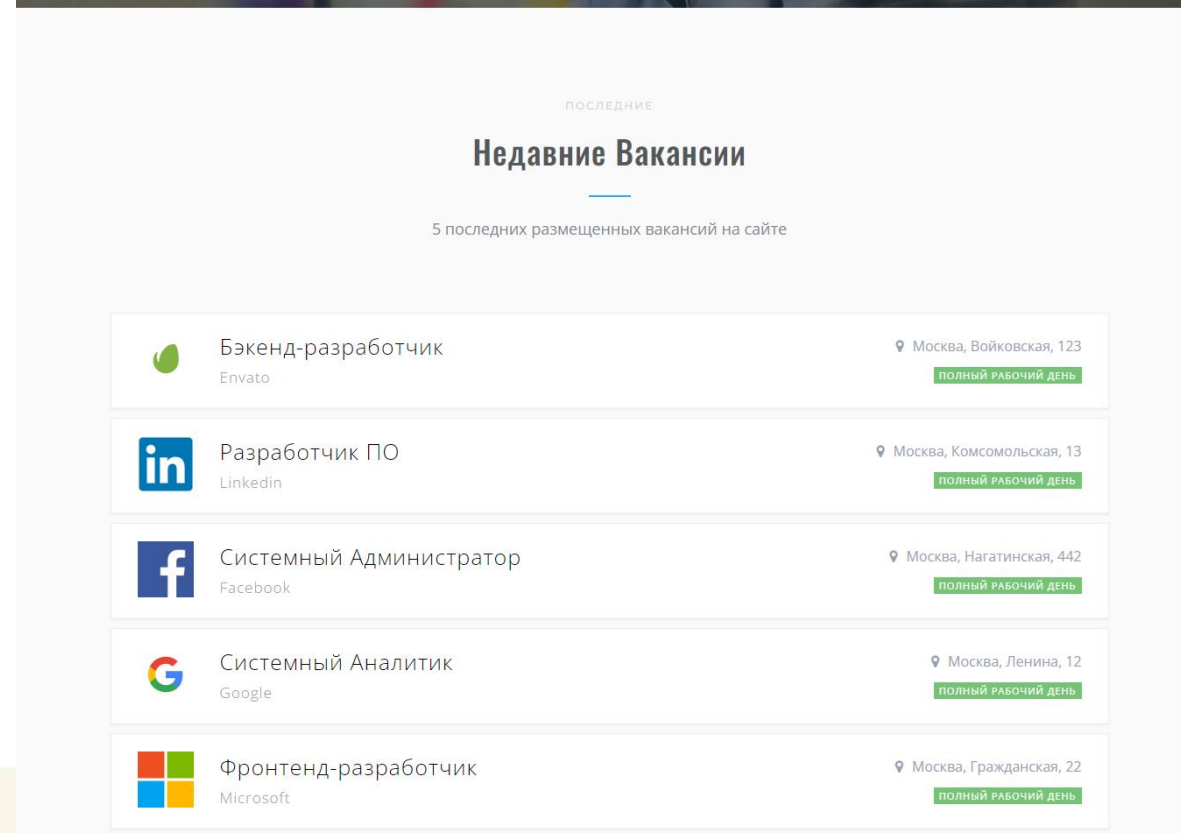 ПОСЛЕДНИЕ
Недавние Вакансии
5 последних размещенных вакансий на сайте
Бэкенд-разработчик
Envato
Москва, Войковская, 123
ПОЛНЫЙ РАБОЧИЙ ДЕНЬ
in
Разработчик ПО
Linkedin
Москва, Комсомольская, 13
ПОЛНЫЙ РАБОЧИЙ ДЕНЬ
f
Системный Администратор
Facebook
Москва, Нагатинская, 442
ПОЛНЫЙ РАБОЧИЙ ДЕНЬ
G
Системный Аналитик
Google
Москва, Ленина, 12
ПОЛНЫЙ РАБОЧИЙ ДЕНЬ
Фронтенд-разработчик
Microsoft
Москва, Гражданская, 22
ПОЛНЫЙ РАБОЧИЙ ДЕНЬ